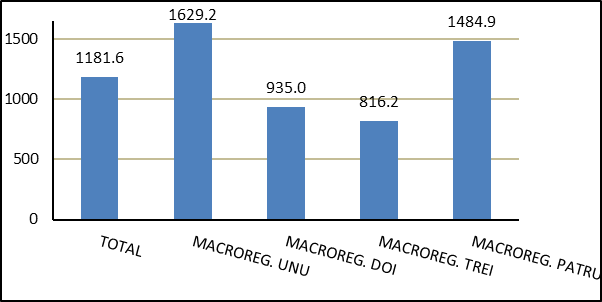 1629.2
1484.9
1500
1181.6
935.0
816.2
1000
500
0
TOTAL
MACROREG. UNU
MACROREG. DOI
MACROREG. TREI
MACROREG. PATRU